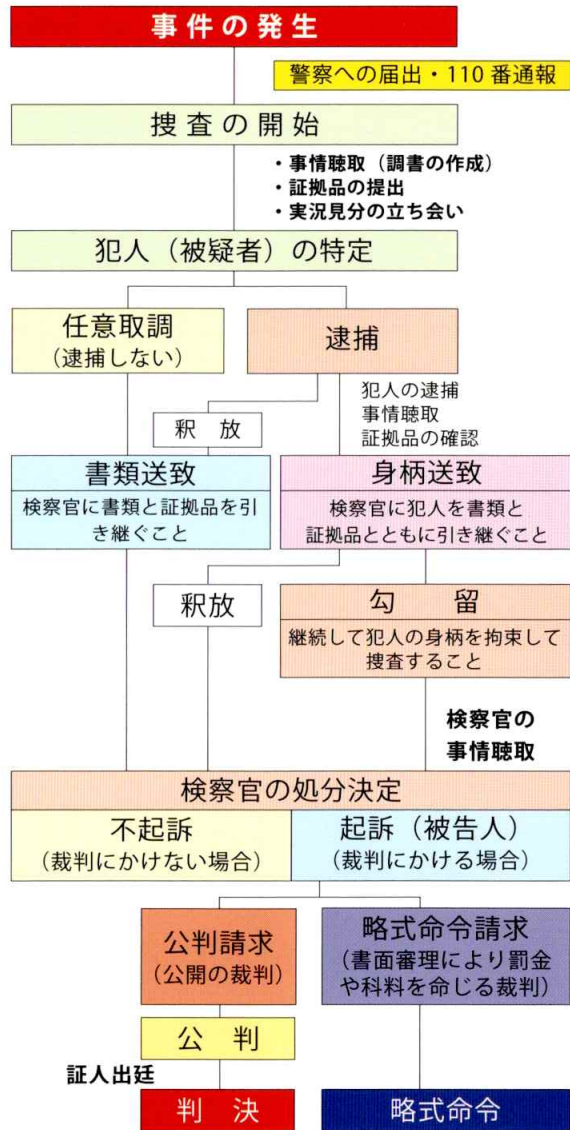 事件の発生
警察への届出・110番通報
捜査の開始
・事情聴取（調書の作成）
・証拠品の提出
・実況見分の立ち会い
犯人（被疑者）の特定
任意取調
（逮捕しない）
逮捕
犯人の逮捕
事情聴取
証拠品の確認
釈　放
書類送致
検察官に書類と証拠品を引
き継ぐこと
身柄送致
検察官に犯人を書類と
証拠品とともに引き継ぐこと
釈放
勾　留
継続して犯人の身柄を拘束して
捜査すること
検察官の
事情聴取
検察官の処分決定
不起訴
（裁判にかけない場合）
起訴（被告人）
（裁判にかける場合）
公判請求
（公開の裁判）
略式命令請求
（書面審理により罰金
や科料を命じる裁判）
公　判
証人出廷
判　決
略式命令